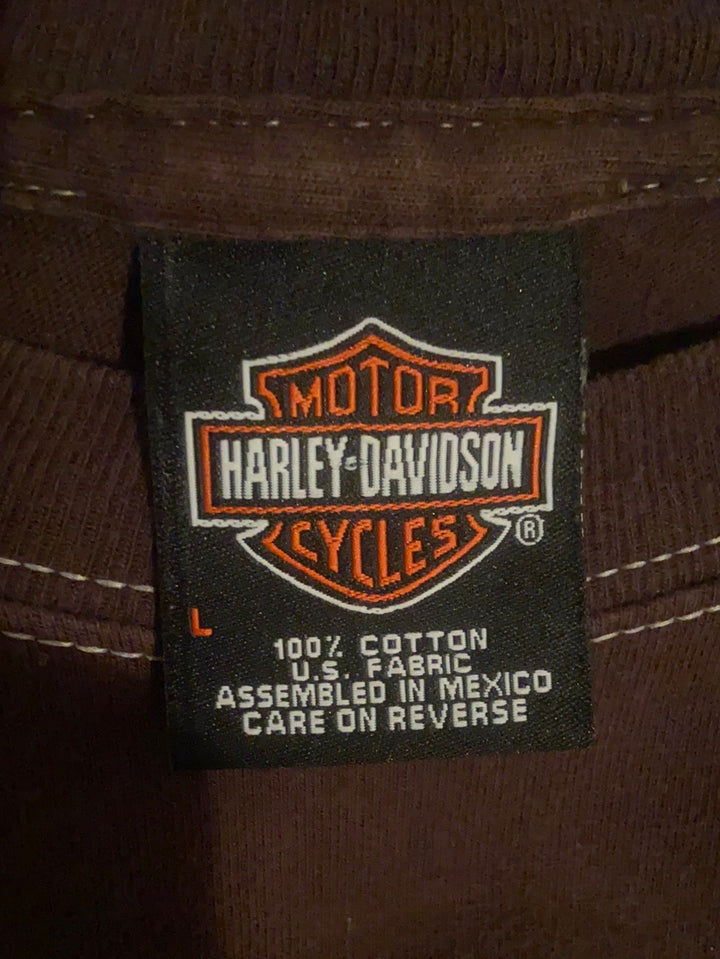 MOTOR
HARLEY-DAVIDSON
CYCLES
®
L
100% COTTON
U.S. FABRIC
ASSEMBLED IN MEXICO
CARE ON REVERSE